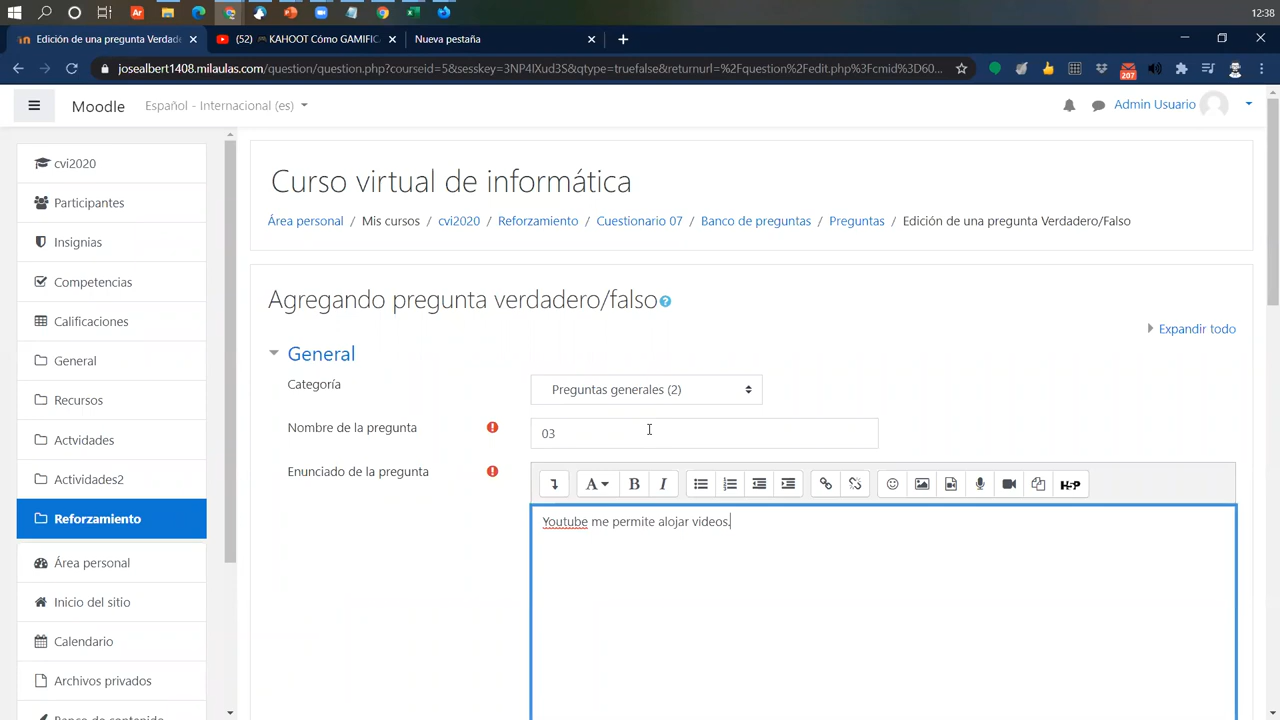 12:38
Edición de una pregunta Verdad
(52) 🎮KAHOOT Cómo GAMIFIC
Nueva pestaña
josealbert1408.milaulas.com/question/question.php?courseid=5&sesskey=3NP4IXud3S&qtype=truefalse&returnurl=%2Fquestion%2Fedit.php%3Fcmid%3D60...
207
Moodle
Español - Internacional (es)
Admin Usuario
cvi2020
Participantes
Insignias
Competencias
Calificaciones
General
Recursos
Actvidades
Actividades2
Reforzamiento
Área personal
Inicio del sitio
Calendario
Archivos privados
Banco de contenido
Curso virtual de informática
Área personal / Mis cursos / cvi2020 / Reforzamiento / Cuestionario 07 / Banco de preguntas / Preguntas / Edición de una pregunta Verdadero/Falso
Agregando pregunta verdadero/falso
Expandir todo
General
Categoría
Preguntas generales (2)
Nombre de la pregunta
03
Enunciado de la pregunta
A B I H-P
Youtube me permite alojar videos.